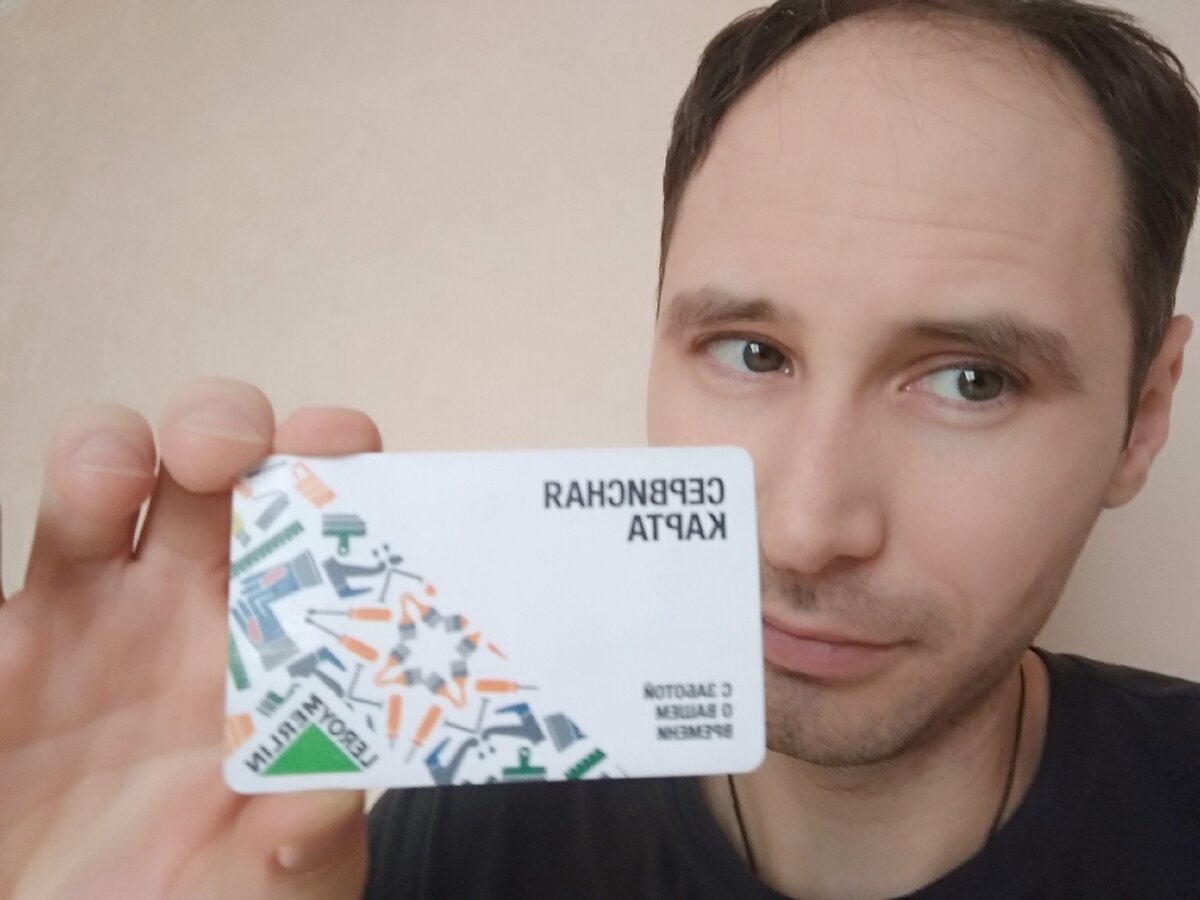 СЕРВИСНАЯ
КАРТА
С ЗАБОТОЙ
О ВАШЕМ
ВРЕМЕНИ
LEROY
MERLIN